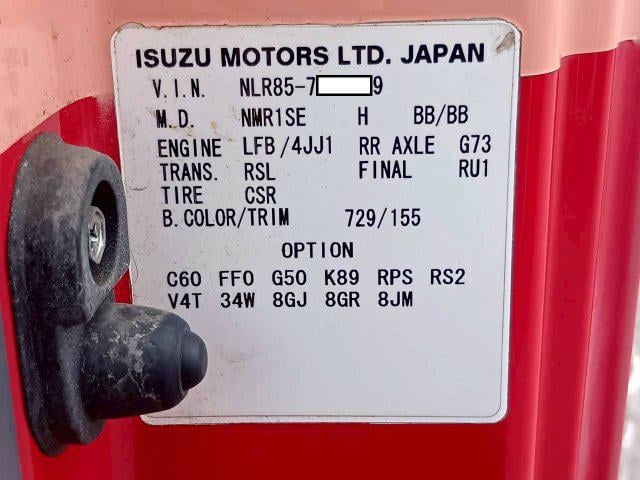 ISUZU MOTORS LTD. JAPAN
V.I.N. NLR85-7 9
M.D. NMR1SE H BB/BB
ENGINE LFB/4JJ1 RR AXLE G73
TRANS. RSL FINAL RU1
TIRE CSR
B.COLOR/TRIM 729/155
OPTION
C60 FF0 G50 K89 RPS RS2
V4T 34W 8GJ 8GR 8JM